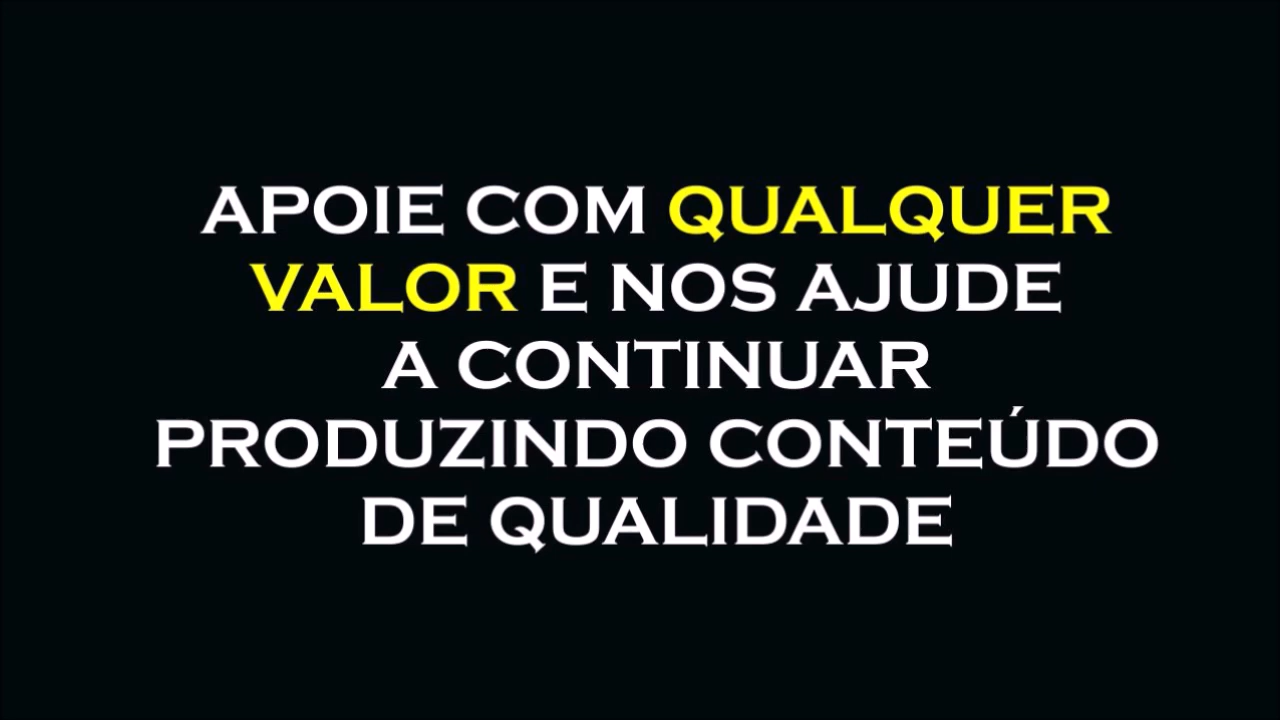 APOIE COM QUALQUER
VALOR E NOS AJUDE
A CONTINUAR
PRODUZINDO CONTEÚDO
DE QUALIDADE